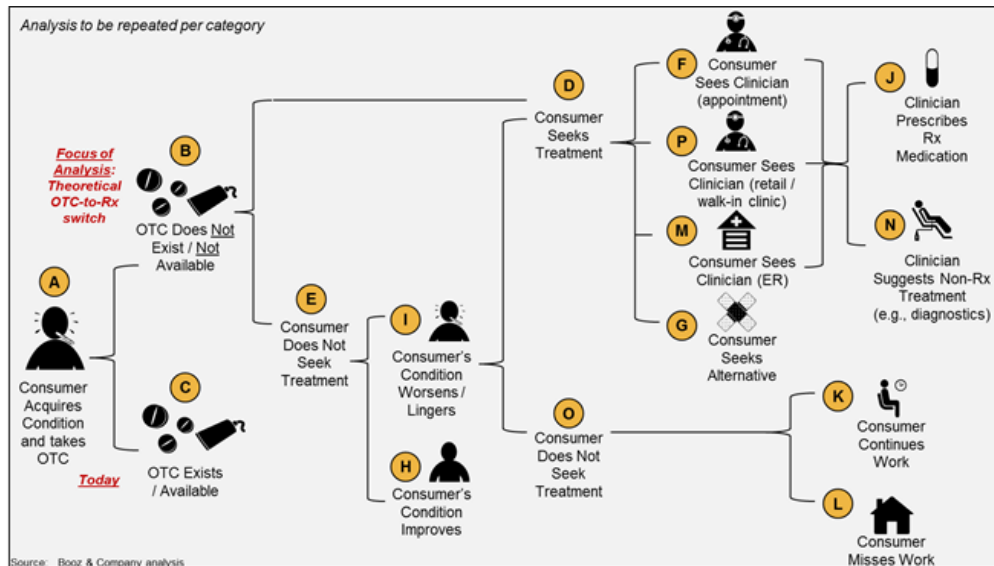 Analysis to be repeated per category
Focus of
Analysis:
Theoretical
OTC-to-Rx
switch
B
OTC Does Not
Exist / Not
Available
A
Consumer
Acquires
Condition
and takes
OTC
C
OTC Exists
/ Available
Today
E
Consumer
Does Not
Seek
Treatment
I
Consumer's
Condition
Worsens /
Lingers
H
Consumer's
Condition
Improves
D
Consumer
Seeks
Treatment
O
Consumer
Does Not
Seek
Treatment
F
Consumer
Sees Clinician
(appointment)
P
Consumer Sees
Clinician (retail /
walk-in clinic)
M
Consumer Sees
Clinician (ER)
G
Consumer
Seeks
Alternative
J
Clinician
Prescribes
Rx
Medication
N
Clinician
Suggests Non-Rx
Treatment
(e.g., diagnostics)
K
Consumer
Continues
Work
L
Consumer
Misses Work
Source: Booz & Company analysis